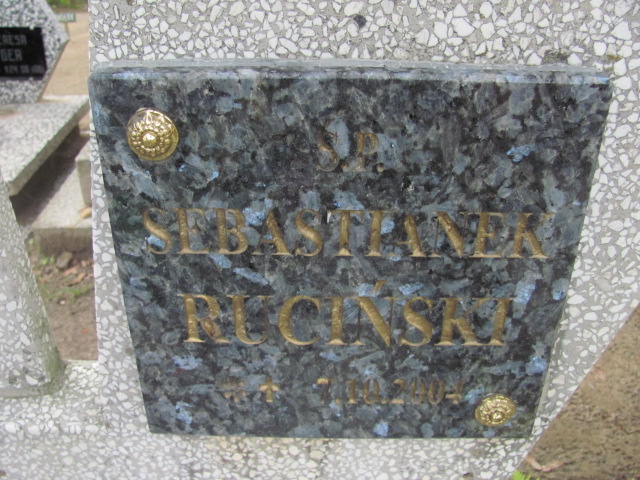 Ś.P.
SEBASTIANEK
RUCIŃSKI
* + 7.10.2004